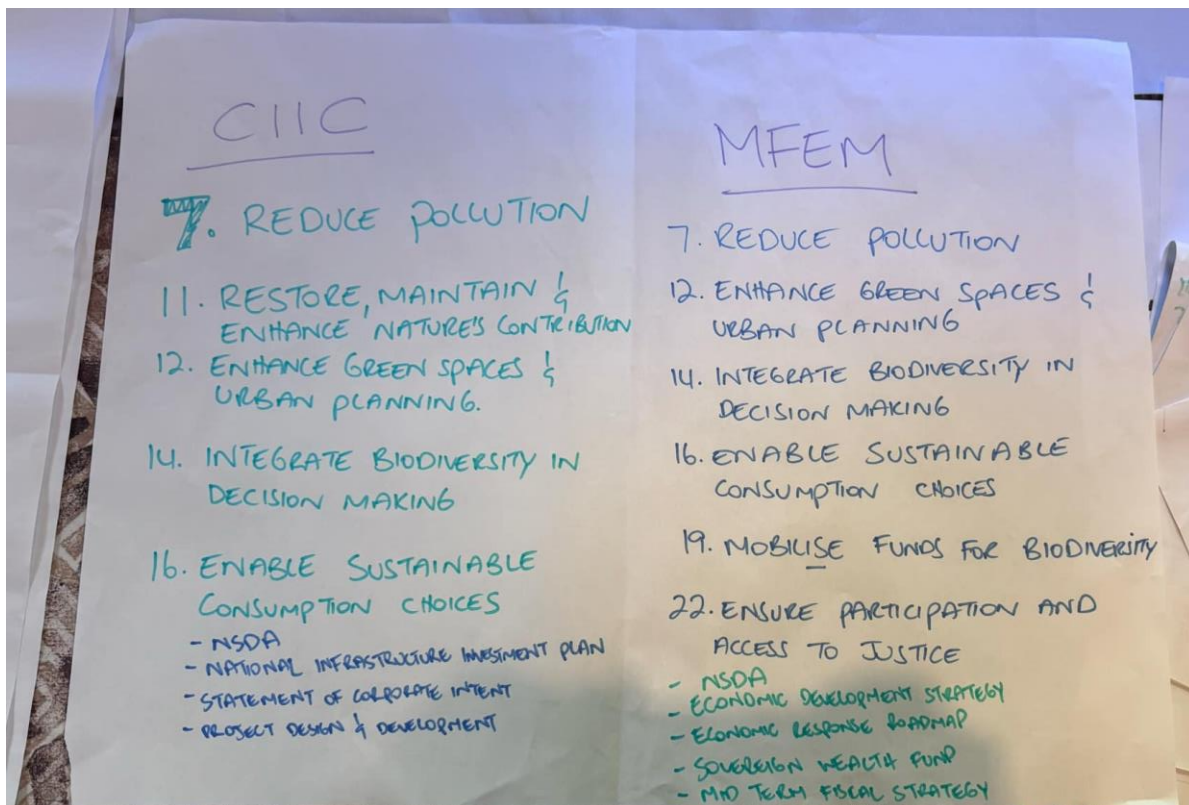 CIIC
7. REDUCE POLLUTION
11. RESTORE, MAINTAIN &
ENHANCE NATURE'S CONTRIBUTION
12. ENHANCE GREEN SPACES &
URBAN PLANNING.
14. INTEGRATE BIODIVERSITY IN
DECISION MAKING
16. ENABLE SUSTAINABLE
CONSUMPTION CHOICES
- NSDA
- NATIONAL INFRASTRUCTURE INVESTMENT PLAN
- STATEMENT OF CORPORATE INTENT
- PROJECT DESIGN & DEVELOPMENT
MFEM
7. REDUCE POLLUTION
12. ENHANCE GREEN SPACES &
URBAN PLANNING
14. INTEGRATE BIODIVERSITY IN
DECISION MAKING
16. ENABLE SUSTAINABLE
CONSUMPTION CHOICES
19. MOBILISE FUNDS FOR BIODIVERSITY
22. ENSURE PARTICIPATION AND
ACCESS TO JUSTICE
- NSDA
- ECONOMIC DEVELOPMENT STRATEGY
- ECONOMIC RESPONSE ROADMAP
- SOVEREIGN WEALTH FUND
- MID TERM FISCAL STRATEGY